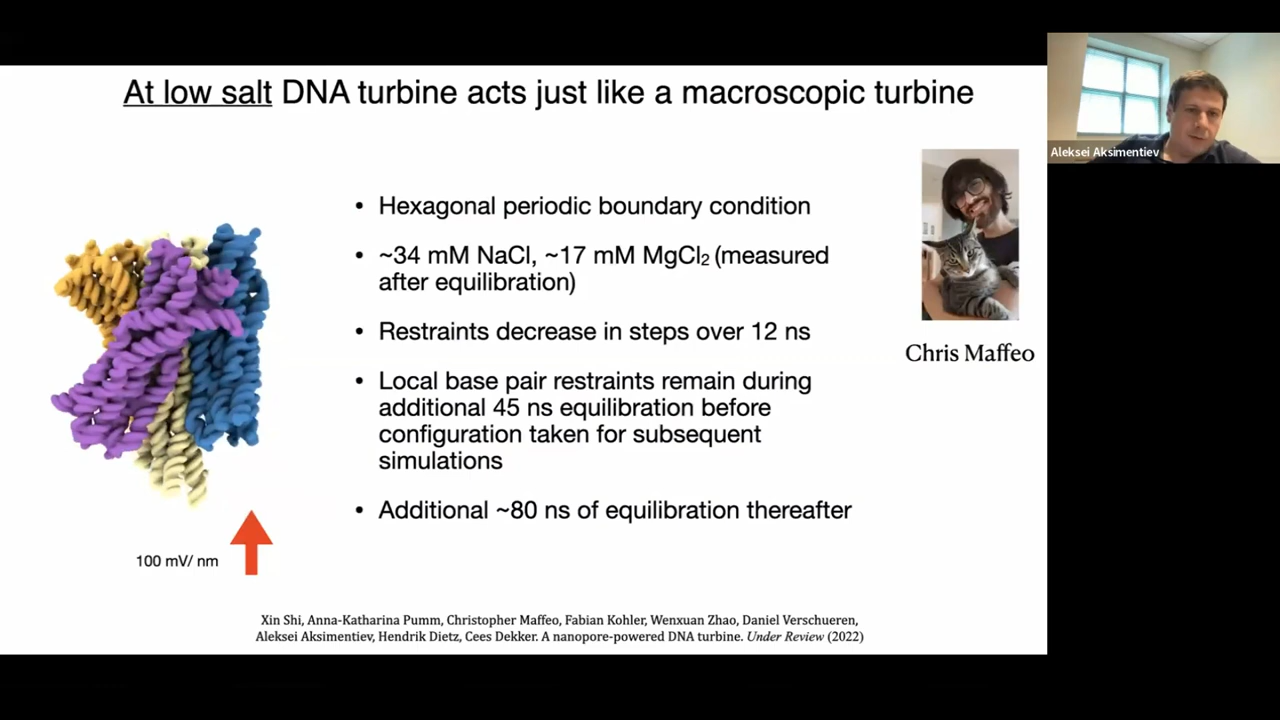 At low salt DNA turbine acts just like a macroscopic turbine
Aleksei Aksimentiev
• Hexagonal periodic boundary condition
• ~34 mM NaCl, ~17 mM MgCl₂ (measured
after equilibration)
• Restraints decrease in steps over 12 ns
Chris Maffeo
• Local base pair restraints remain during
additional 45 ns equilibration before
configuration taken for subsequent
simulations
• Additional ~80 ns of equilibration thereafter
100 mV/ nm
Xin Shi, Anna-Katharina Pumm, Christopher Maffeo, Fabian Kohler, Wenxuan Zhao, Daniel Verschueren,
Aleksei Aksimentiev, Hendrik Dietz, Cees Dekker. A nanopore-powered DNA turbine. Under Review (2022)